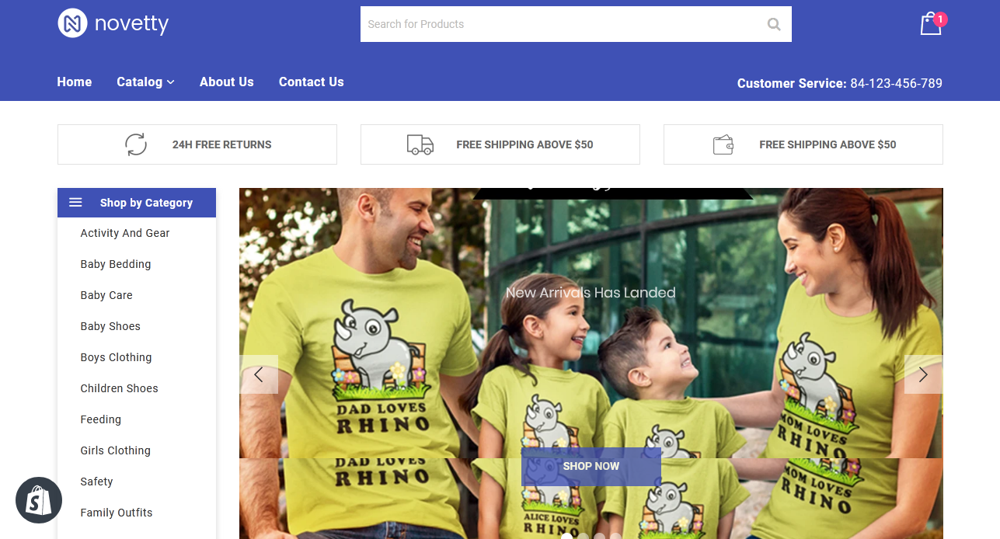 novetty
Search for Products
1
Home
Catalog
About Us
Contact Us
Customer Service: 84-123-456-789
24H FREE RETURNS
FREE SHIPPING ABOVE $50
FREE SHIPPING ABOVE $50
Shop by Category
Activity And Gear
Baby Bedding
Baby Care
Baby Shoes
Boys Clothing
Children Shoes
Feeding
Girls Clothing
Safety
Family Outfits
New Arrivals Has Landed
DAD LOVES
RHINO
MOM LOVES
RHINO
SHOP NOW
DAD LOVES
RHINO
MOM LOVES
RHINO
ALICE LOVES
RHINO